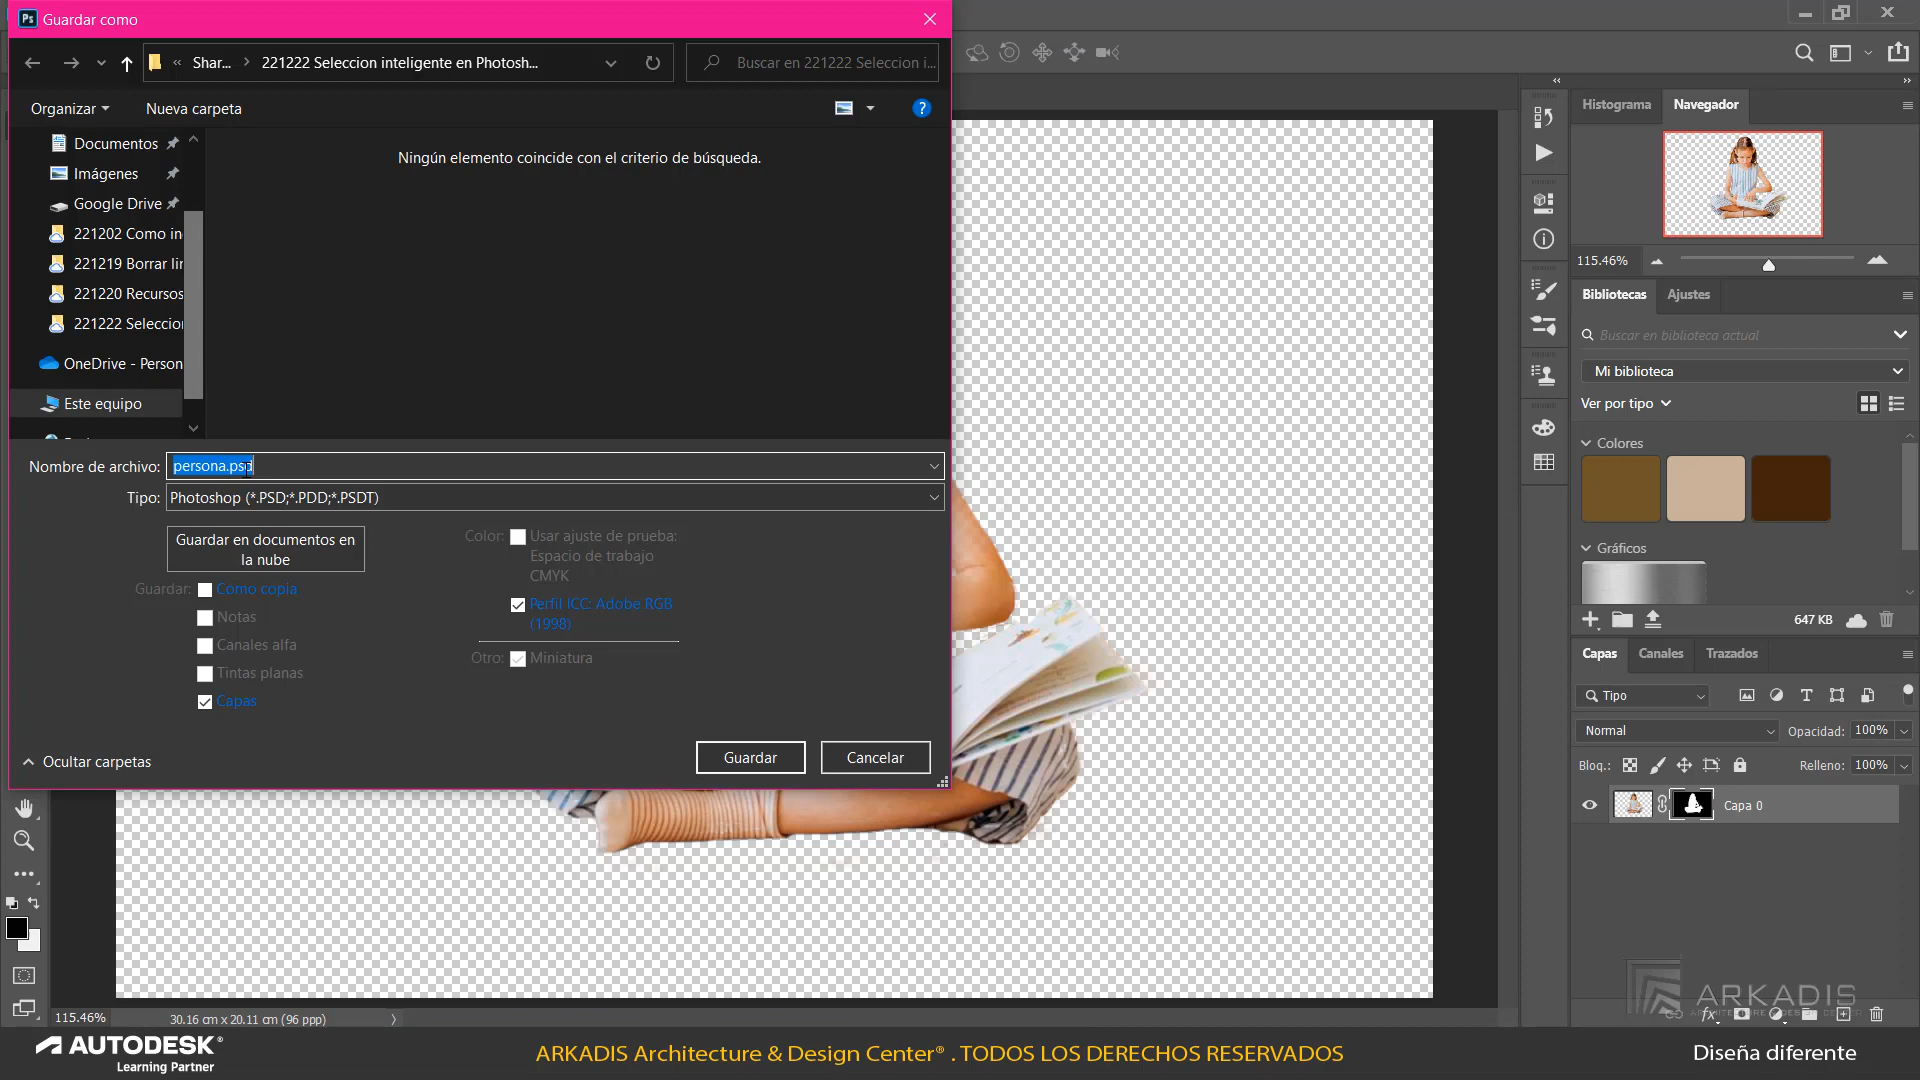 Guardar como
Shar... 221222 Seleccion inteligente en Photosh...
Buscar en 221222 Seleccion i...
Organizar
Nueva carpeta
Documentos
Imágenes
Google Drive
221202 Como in
221219 Borrar lin
221220 Recursos
221222 Seleccion
OneDrive - Person
Este equipo
Ningún elemento coincide con el criterio de búsqueda.
Nombre de archivo: persona.psd
Tipo: Photoshop (*.PSD;*.PDD;*.PSDT)
Guardar en documentos en
la nube
Guardar:
Como copia
Notas
Canales alfa
Tintas planas
Capas
Color:
Usar ajuste de prueba:
Espacio de trabajo
CMYK
Perfil ICC: Adobe RGB
(1998)
Otro:
Miniatura
Ocultar carpetas
Guardar
Cancelar
Histograma
Navegador
115.46%
Bibliotecas
Ajustes
Buscar en biblioteca actual
Mi biblioteca
Ver por tipo
Colores
Gráficos
647 KB
Capas
Canales
Trazados
Tipo
Normal
Opacidad: 100%
Bloq.:
Relleno: 100%
Capa 0
ARKADIS
115.46%
30.16 cm x 20.11 cm (96 ppp)
AUTODESK®
Learning Partner
ARKADIS Architecture & Design Center® . TODOS LOS DERECHOS RESERVADOS
Diseña diferente